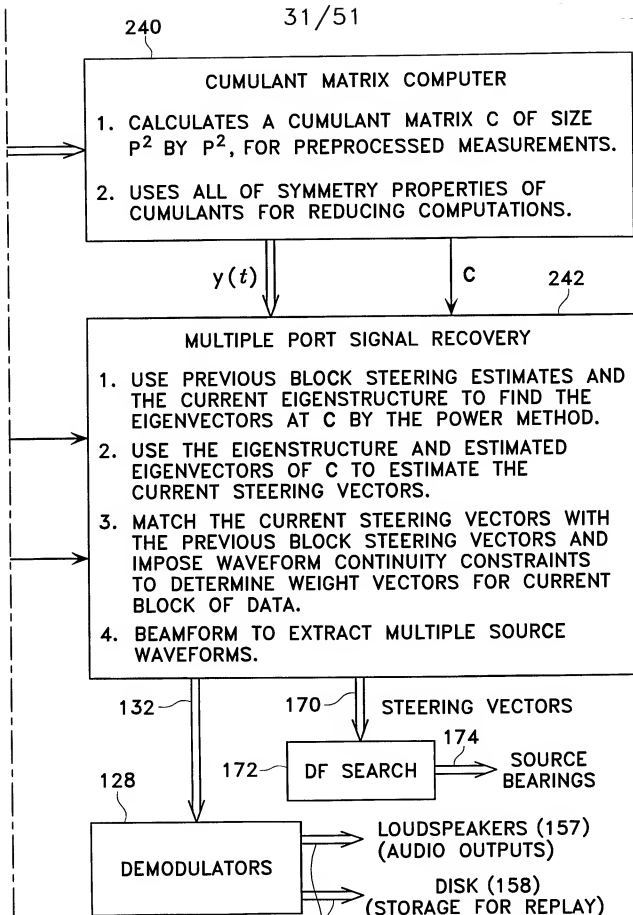 31/51
240
CUMULANT MATRIX COMPUTER
1. CALCULATES A CUMULANT MATRIX C OF SIZE
P² BY P², FOR PREPROCESSED MEASUREMENTS.
2. USES ALL OF SYMMETRY PROPERTIES OF
CUMULANTS FOR REDUCING COMPUTATIONS.
y(t)
C
242
MULTIPLE PORT SIGNAL RECOVERY
1. USE PREVIOUS BLOCK STEERING ESTIMATES AND
THE CURRENT EIGENSTRUCTURE TO FIND THE
EIGENVECTORS AT C BY THE POWER METHOD.
2. USE THE EIGENSTRUCTURE AND ESTIMATED
EIGENVECTORS OF C TO ESTIMATE THE
CURRENT STEERING VECTORS.
3. MATCH THE CURRENT STEERING VECTORS WITH
THE PREVIOUS BLOCK STEERING VECTORS AND
IMPOSE WAVEFORM CONTINUITY CONSTRAINTS
TO DETERMINE WEIGHT VECTORS FOR CURRENT
BLOCK OF DATA.
4. BEAMFORM TO EXTRACT MULTIPLE SOURCE
WAVEFORMS.
132
170
STEERING VECTORS
172
DF SEARCH
174
SOURCE
BEARINGS
128
DEMODULATORS
LOUDSPEAKERS (157)
(AUDIO OUTPUTS)
DISK (158)
(STORAGE FOR REPLAY)